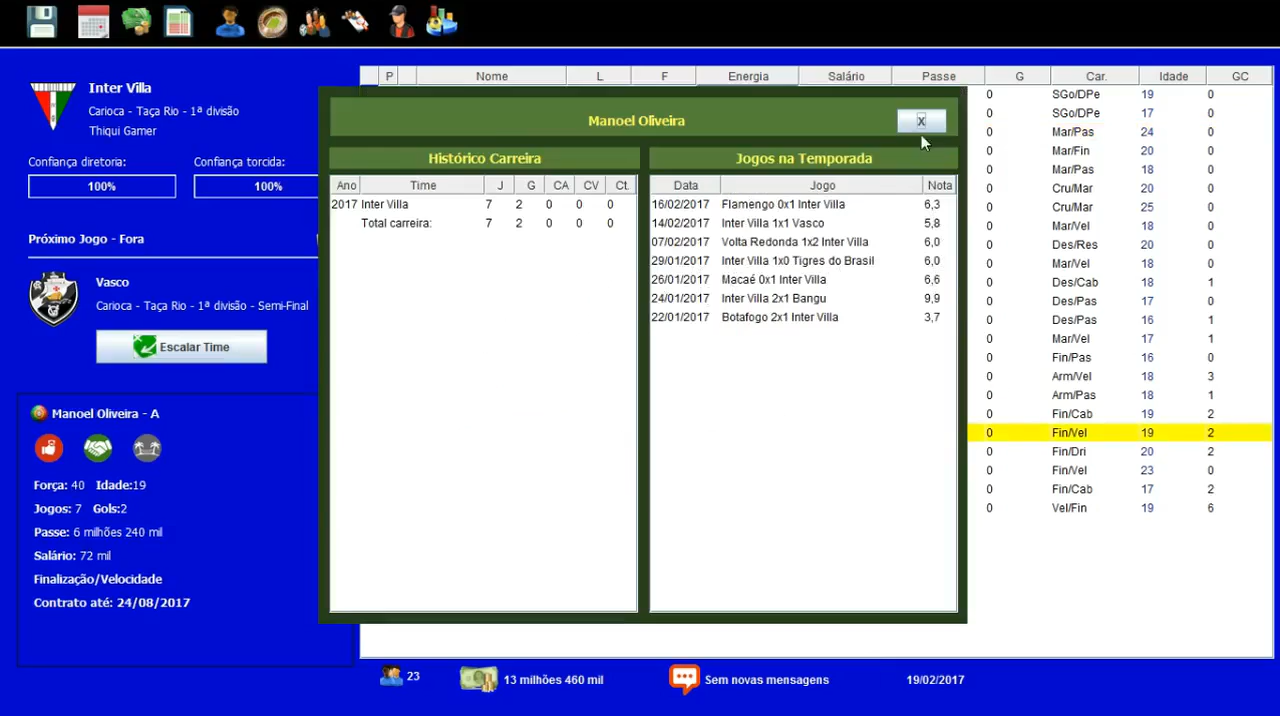 Inter Villa
Carioca - Taça Rio - 1ª divisão
Thiqui Gamer
Confiança diretoria: Confiança torcida:
100% 100%
Próximo Jogo - Fora
Vasco
Carioca - Taça Rio - 1ª divisão - Semi-Final
Escalar Time
Manoel Oliveira - A
Força: 40 Idade:19
Jogos: 7 Gols:2
Passe: 6 milhões 240 mil
Salário: 72 mil
Finalização/Velocidade
Contrato até: 24/08/2017
P Nome L F Energia Salário Passe G Car. Idade GC
Manoel Oliveira X
Histórico Carreira
Ano Time J G CA CV Ct.
2017 Inter Villa 7 2 0 0 0
Total carreira: 7 2 0 0 0
Jogos na Temporada
Data Jogo Nota
16/02/2017 Flamengo 0x1 Inter Villa 6,3
14/02/2017 Inter Villa 1x1 Vasco 5,8
07/02/2017 Volta Redonda 1x2 Inter Villa 6,0
29/01/2017 Inter Villa 1x0 Tigres do Brasil 6,0
26/01/2017 Macaé 0x1 Inter Villa 6,6
24/01/2017 Inter Villa 2x1 Bangu 9,9
22/01/2017 Botafogo 2x1 Inter Villa 3,7
0 SGo/DPe 19 0
0 SGo/DPe 17 0
0 Mar/Pas 24 0
0 Mar/Fin 20 0
0 Mar/Pas 18 0
0 Cru/Mar 20 0
0 Cru/Mar 25 0
0 Mar/Vel 18 0
0 Des/Res 20 0
0 Mar/Vel 18 0
0 Des/Cab 18 1
0 Des/Pas 17 0
0 Des/Pas 16 1
0 Mar/Vel 17 1
0 Fin/Pas 16 0
0 Arm/Vel 18 3
0 Arm/Pas 18 1
0 Fin/Cab 19 2
0 Fin/Vel 19 2
0 Fin/Dri 20 2
0 Fin/Vel 23 0
0 Fin/Cab 17 2
0 Vel/Fin 19 6
23 13 milhões 460 mil Sem novas mensagens 19/02/2017